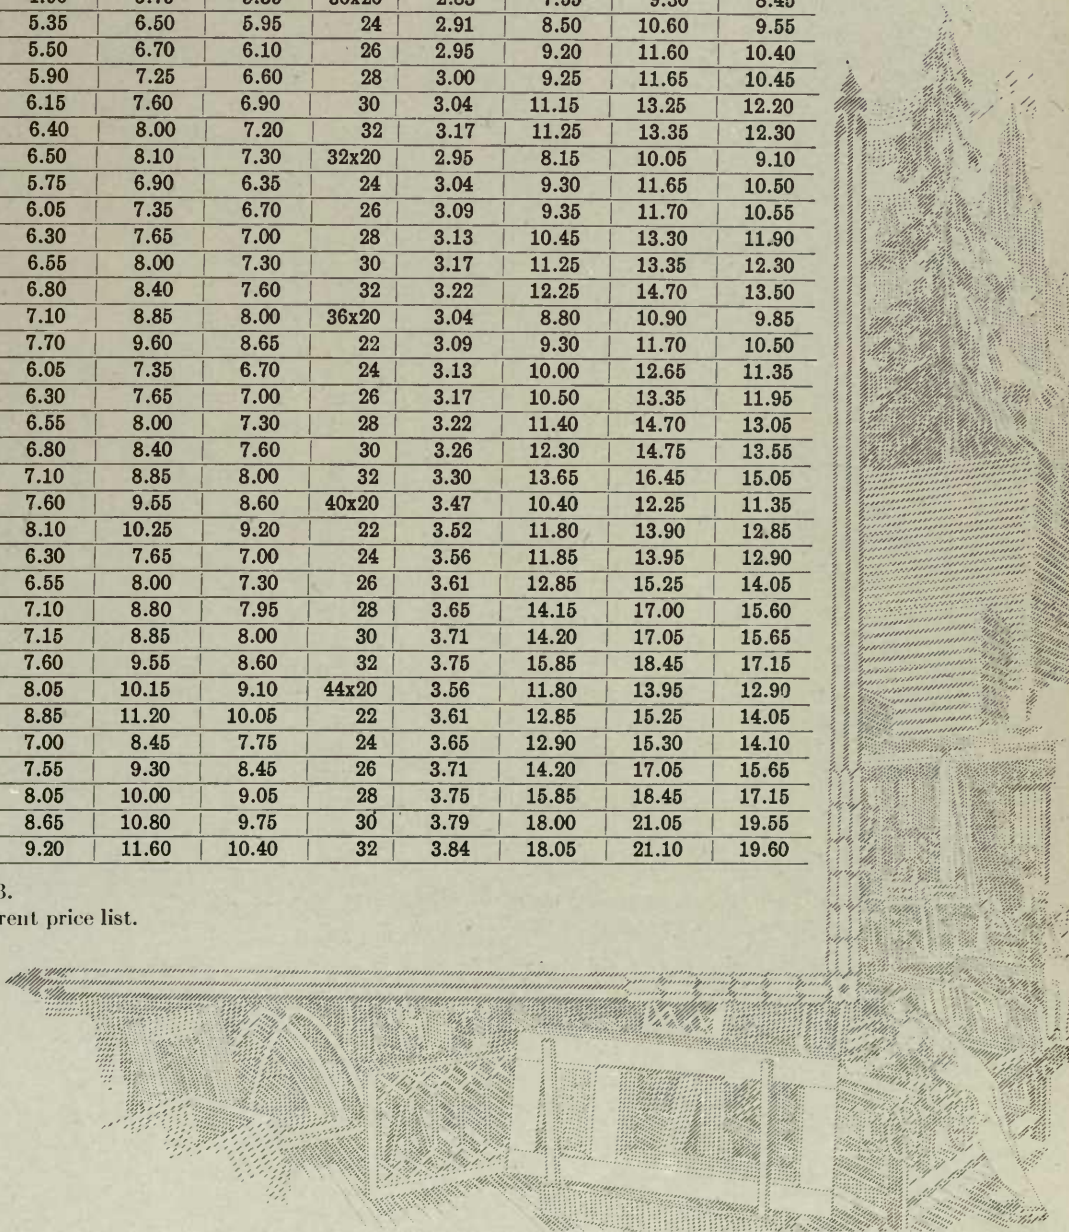 5.35 | 6.50 | 5.95 | 24 | 2.91 | 8.50 | 10.60 | 9.55
5.50 | 6.70 | 6.10 | 26 | 2.95 | 9.20 | 11.60 | 10.40
5.90 | 7.25 | 6.60 | 28 | 3.00 | 9.25 | 11.65 | 10.45
6.15 | 7.60 | 6.90 | 30 | 3.04 | 11.15 | 13.25 | 12.20
6.40 | 8.00 | 7.20 | 32 | 3.17 | 11.25 | 13.35 | 12.30
6.50 | 8.10 | 7.30 | 32x20 | 2.95 | 8.15 | 10.05 | 9.10
5.75 | 6.90 | 6.35 | 24 | 3.04 | 9.30 | 11.65 | 10.50
6.05 | 7.35 | 6.70 | 26 | 3.09 | 9.35 | 11.70 | 10.55
6.30 | 7.65 | 7.00 | 28 | 3.13 | 10.45 | 13.30 | 11.90
6.55 | 8.00 | 7.30 | 30 | 3.17 | 11.25 | 13.35 | 12.30
6.80 | 8.40 | 7.60 | 32 | 3.22 | 12.25 | 14.70 | 13.50
7.10 | 8.85 | 8.00 | 36x20 | 3.04 | 8.80 | 10.90 | 9.85
7.70 | 9.60 | 8.65 | 22 | 3.09 | 9.30 | 11.70 | 10.50
6.05 | 7.35 | 6.70 | 24 | 3.13 | 10.00 | 12.65 | 11.35
6.30 | 7.65 | 7.00 | 26 | 3.17 | 10.50 | 13.35 | 11.95
6.55 | 8.00 | 7.30 | 28 | 3.22 | 11.40 | 14.70 | 13.05
6.80 | 8.40 | 7.60 | 30 | 3.26 | 12.30 | 14.75 | 13.55
7.10 | 8.85 | 8.00 | 32 | 3.30 | 13.65 | 16.45 | 15.05
7.60 | 9.55 | 8.60 | 40x20 | 3.47 | 10.40 | 12.25 | 11.35
8.10 | 10.25 | 9.20 | 22 | 3.52 | 11.80 | 13.90 | 12.85
6.30 | 7.65 | 7.00 | 24 | 3.56 | 11.85 | 13.95 | 12.90
6.55 | 8.00 | 7.30 | 26 | 3.61 | 12.85 | 15.25 | 14.05
7.10 | 8.80 | 7.95 | 28 | 3.65 | 14.15 | 17.00 | 15.60
7.15 | 8.85 | 8.00 | 30 | 3.71 | 14.20 | 17.05 | 15.65
7.60 | 9.55 | 8.60 | 32 | 3.75 | 15.85 | 18.45 | 17.15
8.05 | 10.15 | 9.10 | 44x20 | 3.56 | 11.80 | 13.95 | 12.90
8.85 | 11.20 | 10.05 | 22 | 3.61 | 12.85 | 15.25 | 14.05
7.00 | 8.45 | 7.75 | 24 | 3.65 | 12.90 | 15.30 | 14.10
7.55 | 9.30 | 8.45 | 26 | 3.71 | 14.20 | 17.05 | 15.65
8.05 | 10.00 | 9.05 | 28 | 3.75 | 15.85 | 18.45 | 17.15
8.65 | 10.80 | 9.75 | 30 | 3.79 | 18.00 | 21.05 | 19.55
9.20 | 11.60 | 10.40 | 32 | 3.84 | 18.05 | 21.10 | 19.60
rent price list.